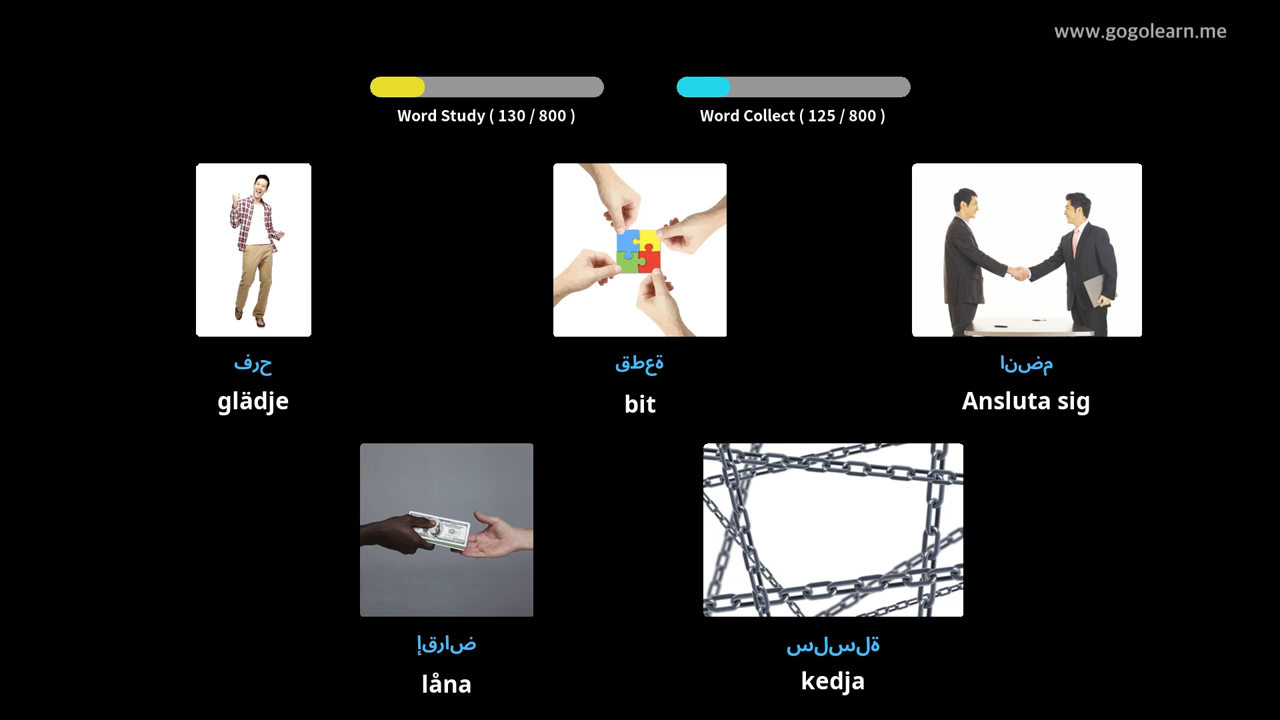 www.gogolearn.me
Word Study ( 130 / 800 )
Word Collect ( 125 / 800 )
فرح
glädje
قطعة
bit
انضم
Ansluta sig
إقراض
låna
سلسلة
kedja